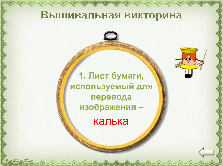 Вышивальная викторина
1. Лист бумаги,
используемый для
перевода
изображения –
калька